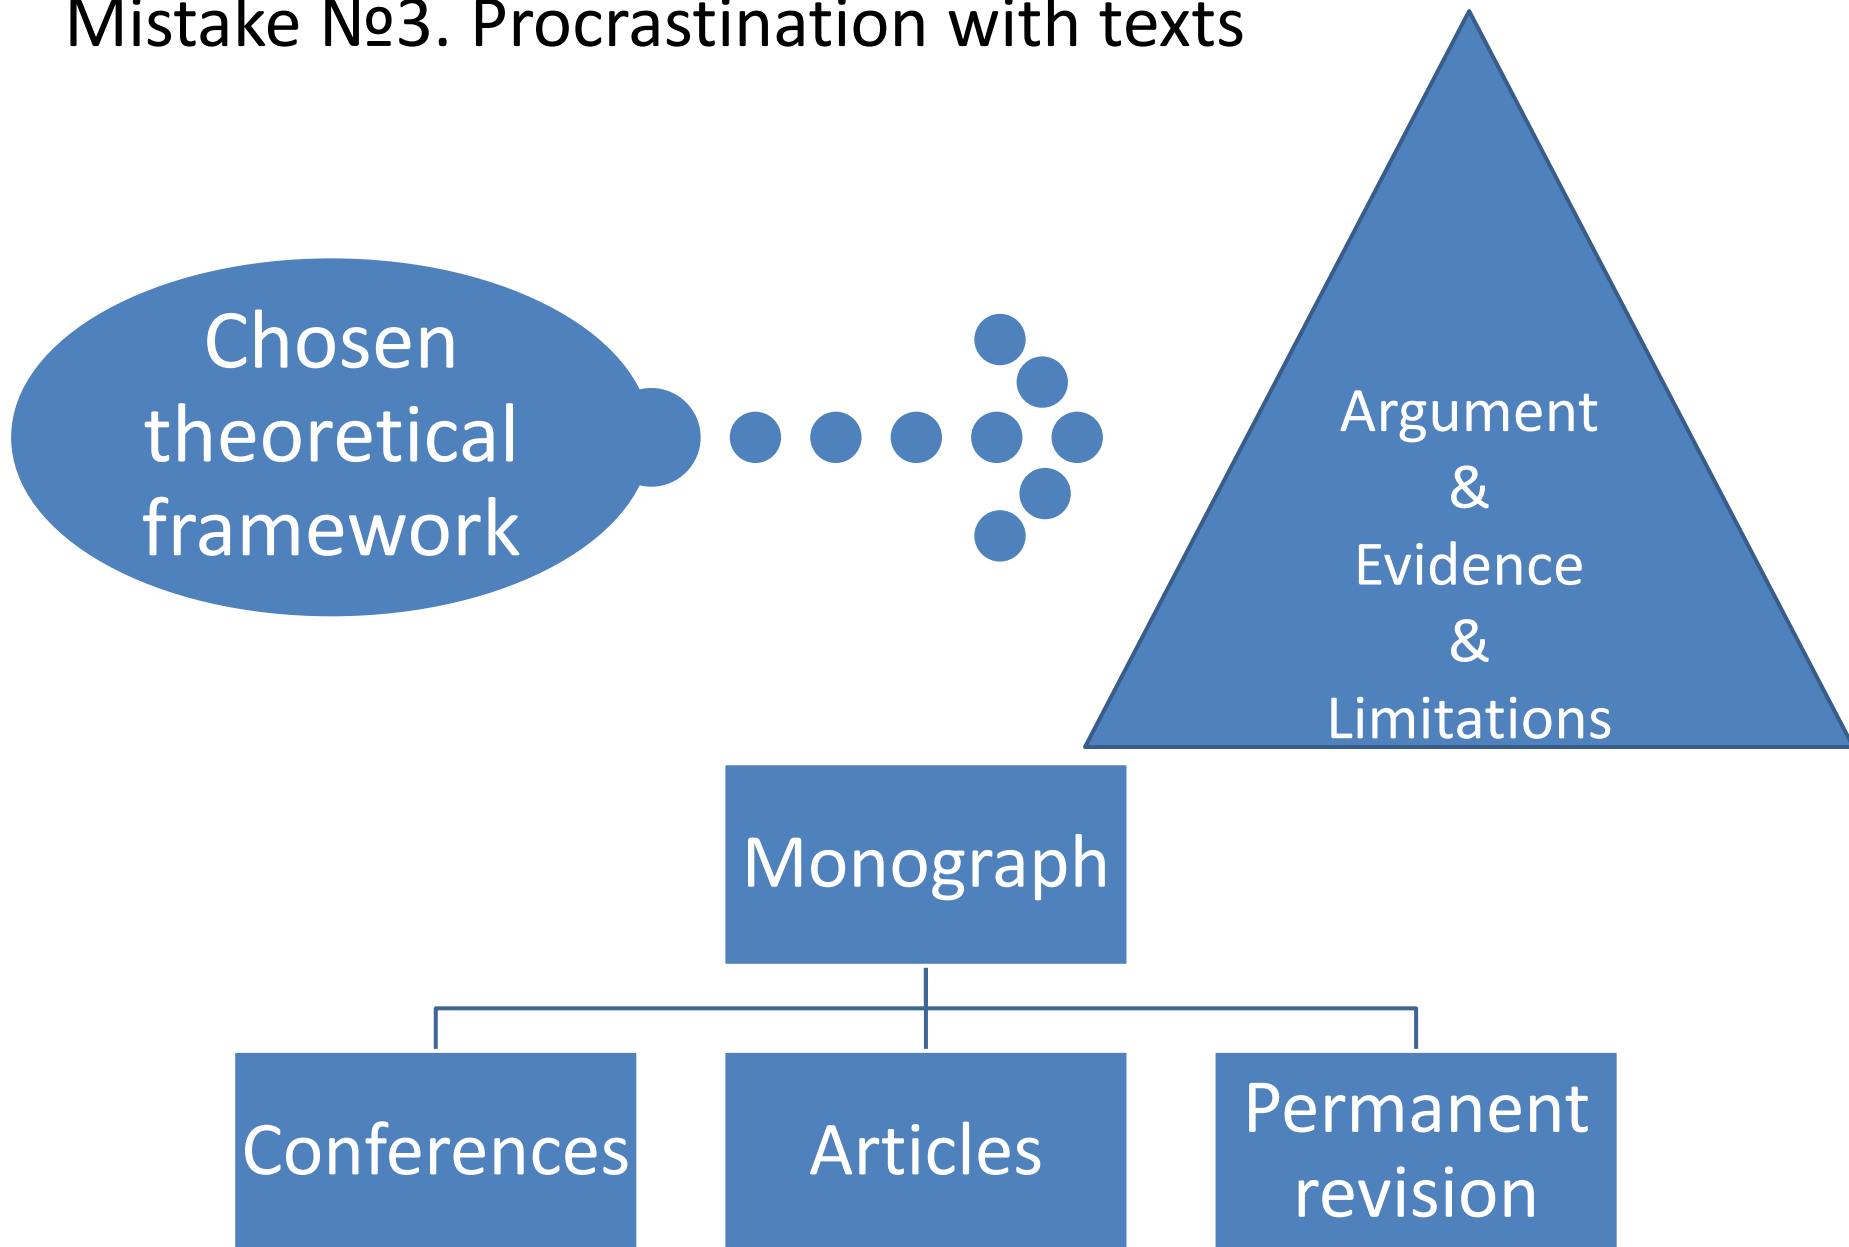 Mistake №3. Procrastination with texts
Chosen
theoretical
framework
Argument
&
Evidence
&
Limitations
Monograph
Conferences
Articles
Permanent
revision